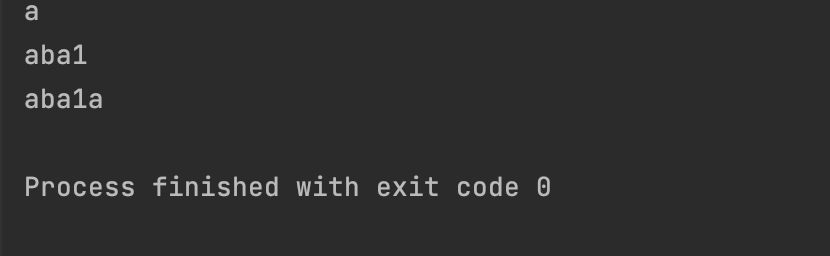 a
aba1
aba1a
Process finished with exit code 0